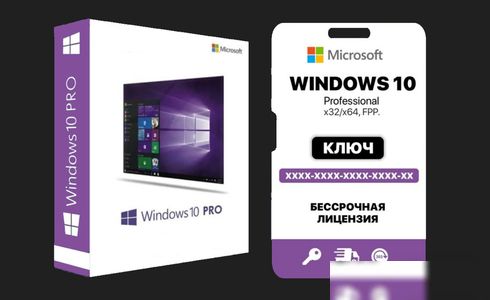 Windows 10 PRO
Microsoft
Windows 10 PRO
Microsoft
WINDOWS 10
Professional
x32/x64, FPP.
КЛЮЧ
XXXX-XXXX-XXXX-XXXX-XX
БЕССРОЧНАЯ
ЛИЦЕНЗИЯ